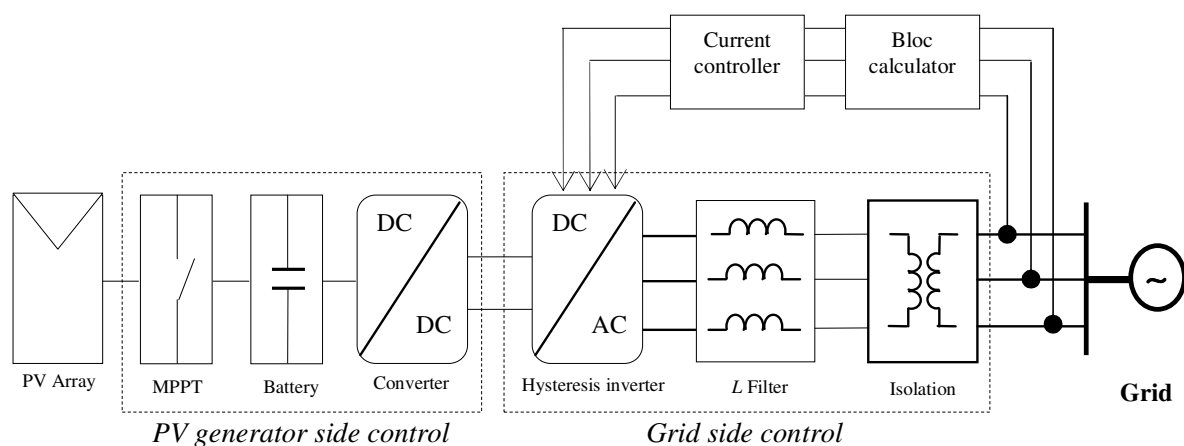 Current
controller
Bloc
calculator
DC
DC
DC
AC
~
PV Array
MPPT
Battery
Converter
Hysteresis inverter
L Filter
Isolation
Grid
PV generator side control
Grid side control